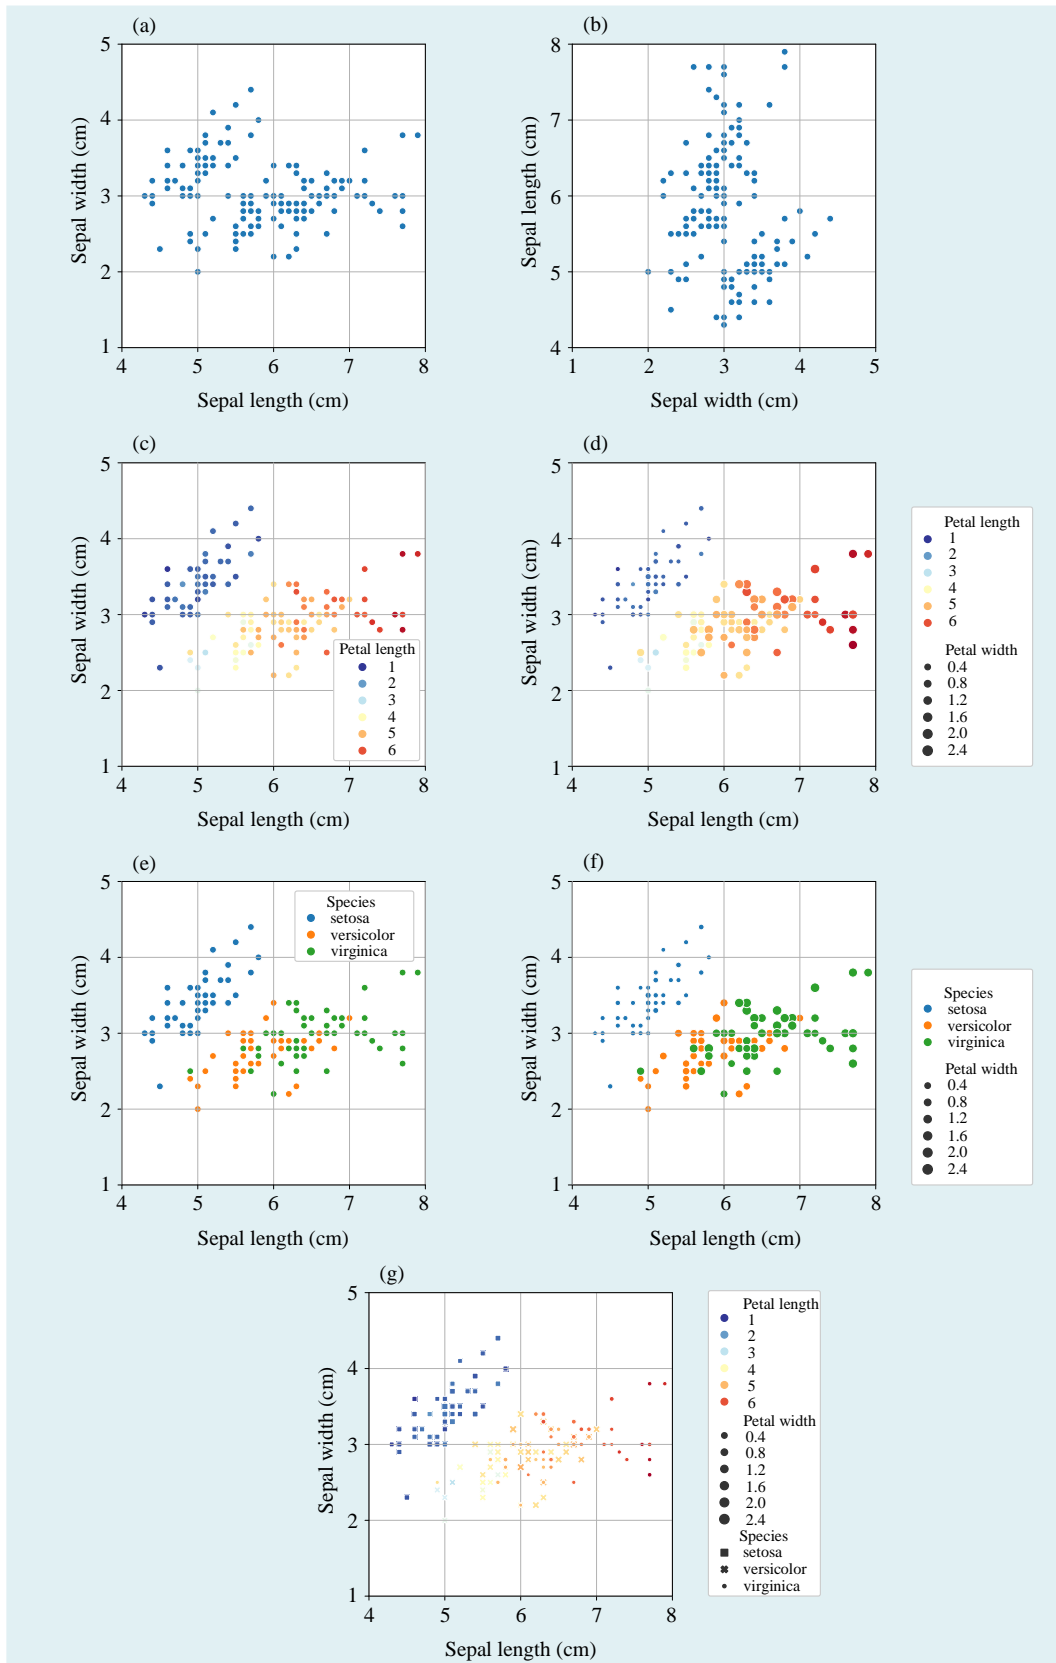 (a)
5
4
3
2
1
4 5 6 7 8
Sepal width (cm)
Sepal length (cm)
(b)
8
7
6
5
4
1 2 3 4 5
Sepal length (cm)
Sepal width (cm)
(c)
5
4
3
2
1
4 5 6 7 8
Sepal width (cm)
Sepal length (cm)
Petal length
1
2
3
4
5
6
(d)
5
4
3
2
1
4 5 6 7 8
Sepal width (cm)
Sepal length (cm)
Petal length
1
2
3
4
5
6
Petal width
0.4
0.8
1.2
1.6
2.0
2.4
(e)
5
4
3
2
1
4 5 6 7 8
Sepal width (cm)
Sepal length (cm)
Species
setosa
versicolor
virginica
(f)
5
4
3
2
1
4 5 6 7 8
Sepal width (cm)
Sepal length (cm)
Species
setosa
versicolor
virginica
Petal width
0.4
0.8
1.2
1.6
2.0
2.4
(g)
5
4
3
2
1
4 5 6 7 8
Sepal width (cm)
Sepal length (cm)
Petal length
1
2
3
4
5
6
Petal width
0.4
0.8
1.2
1.6
2.0
2.4
Species
setosa
versicolor
virginica